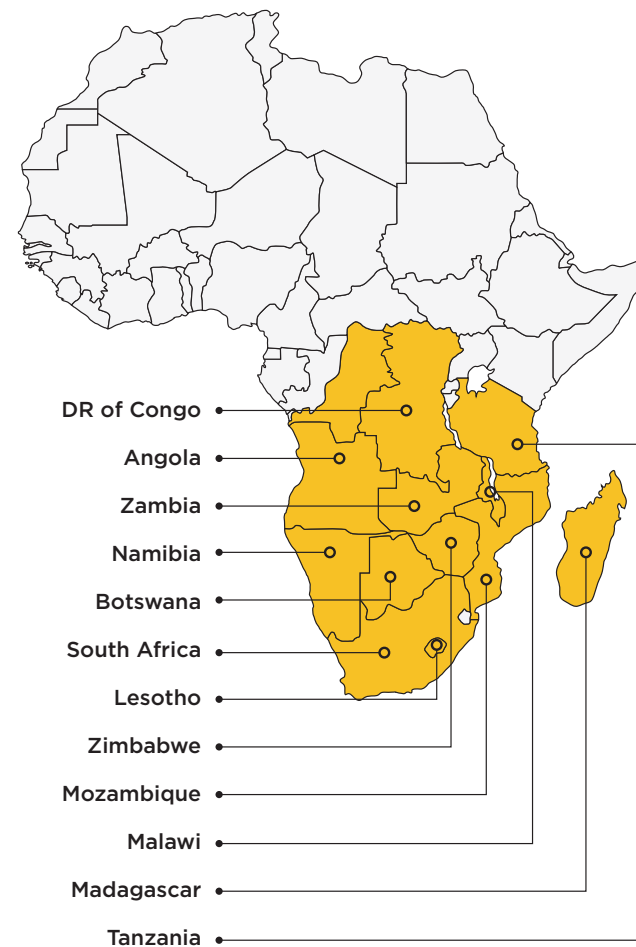 DR of Congo
Angola
Zambia
Namibia
Botswana
South Africa
Lesotho
Zimbabwe
Mozambique
Malawi
Madagascar
Tanzania